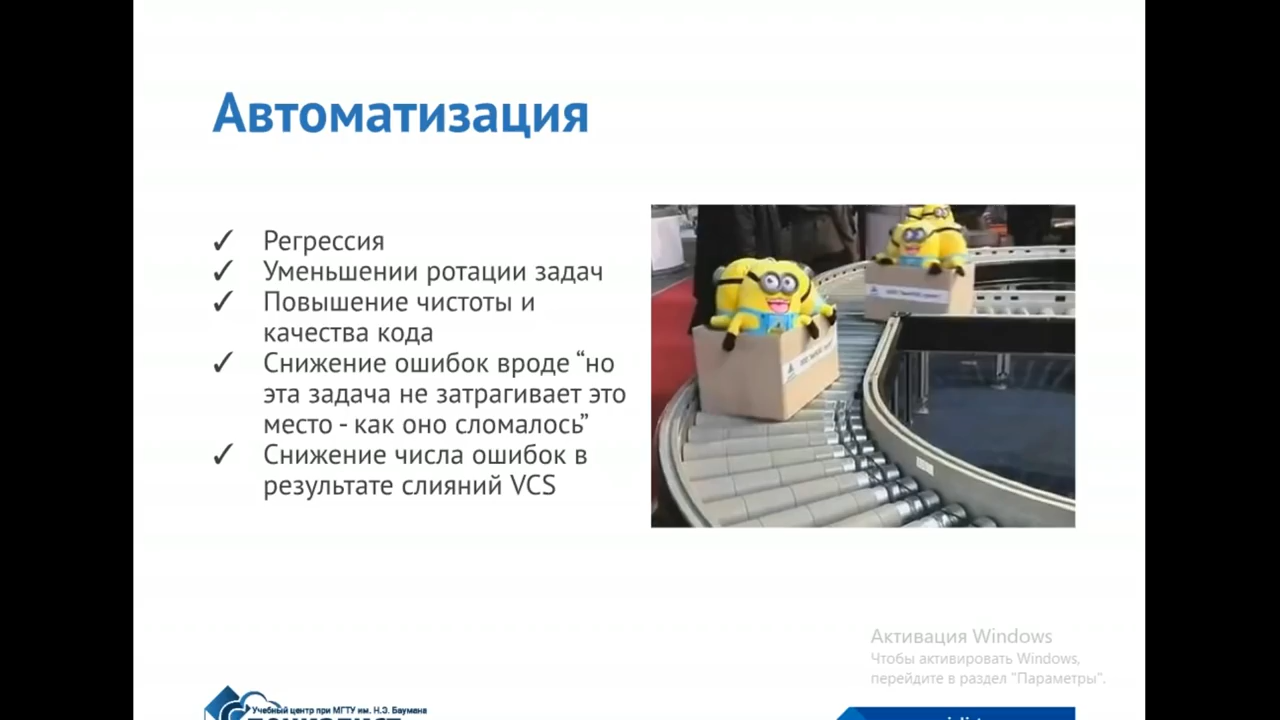 Автоматизация
✓ Регрессия
✓ Уменьшении ротации задач
✓ Повышение чистоты и
качества кода
✓ Снижение ошибок вроде “но
эта задача не затрагивает это
место - как оно сломалось”
✓ Снижение числа ошибок в
результате слияний VCS
Активация Windows
Чтобы активировать Windows,
перейдите в раздел "Параметры".
Учебный центр при МГТУ им. Н.Э. Баумана